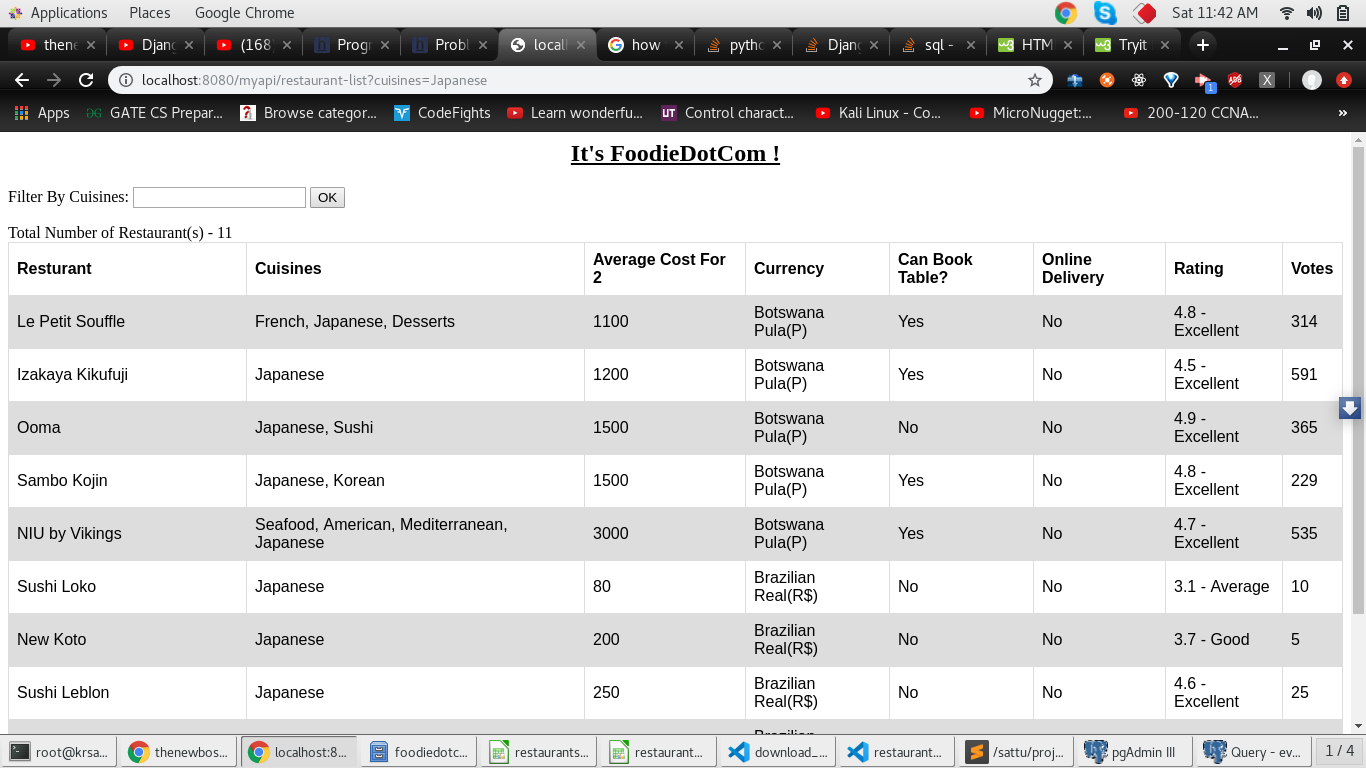 Applications Places Google Chrome Sat 11:42 AM
thene Djang (168 Progr Probl local how pytho Djang sql - HTM Tryit
localhost:8080/myapi/restaurant-list?cuisines=Japanese
1 ABP X
Apps GATE CS Prepar... Browse categor... CodeFights Learn wonderfu... Control charact... Kali Linux - Co... MicroNugget:... 200-120 CCNA... »
It's FoodieDotCom !
Filter By Cuisines: OK
Total Number of Restaurant(s) - 11
Resturant Cuisines Average Cost For 2 Currency Can Book Table? Online Delivery Rating Votes
Le Petit Souffle French, Japanese, Desserts 1100 Botswana Pula(P) Yes No 4.8 - Excellent 314
Izakaya Kikufuji Japanese 1200 Botswana Pula(P) Yes No 4.5 - Excellent 591
Ooma Japanese, Sushi 1500 Botswana Pula(P) No No 4.9 - Excellent 365
Sambo Kojin Japanese, Korean 1500 Botswana Pula(P) Yes No 4.8 - Excellent 229
NIU by Vikings Seafood, American, Mediterranean, Japanese 3000 Botswana Pula(P) Yes No 4.7 - Excellent 535
Sushi Loko Japanese 80 Brazilian Real(R$) No No 3.1 - Average 10
New Koto Japanese 200 Brazilian Real(R$) No No 3.7 - Good 5
Sushi Leblon Japanese 250 Brazilian Real(R$) No No 4.6 - Excellent 25
Brazilian
root@krsa... thenewbos... localhost:8... foodiedotc... restaurants... restaurant... download_... restaurant... /sattu/proj... pgAdmin III Query - ev... 1 / 4